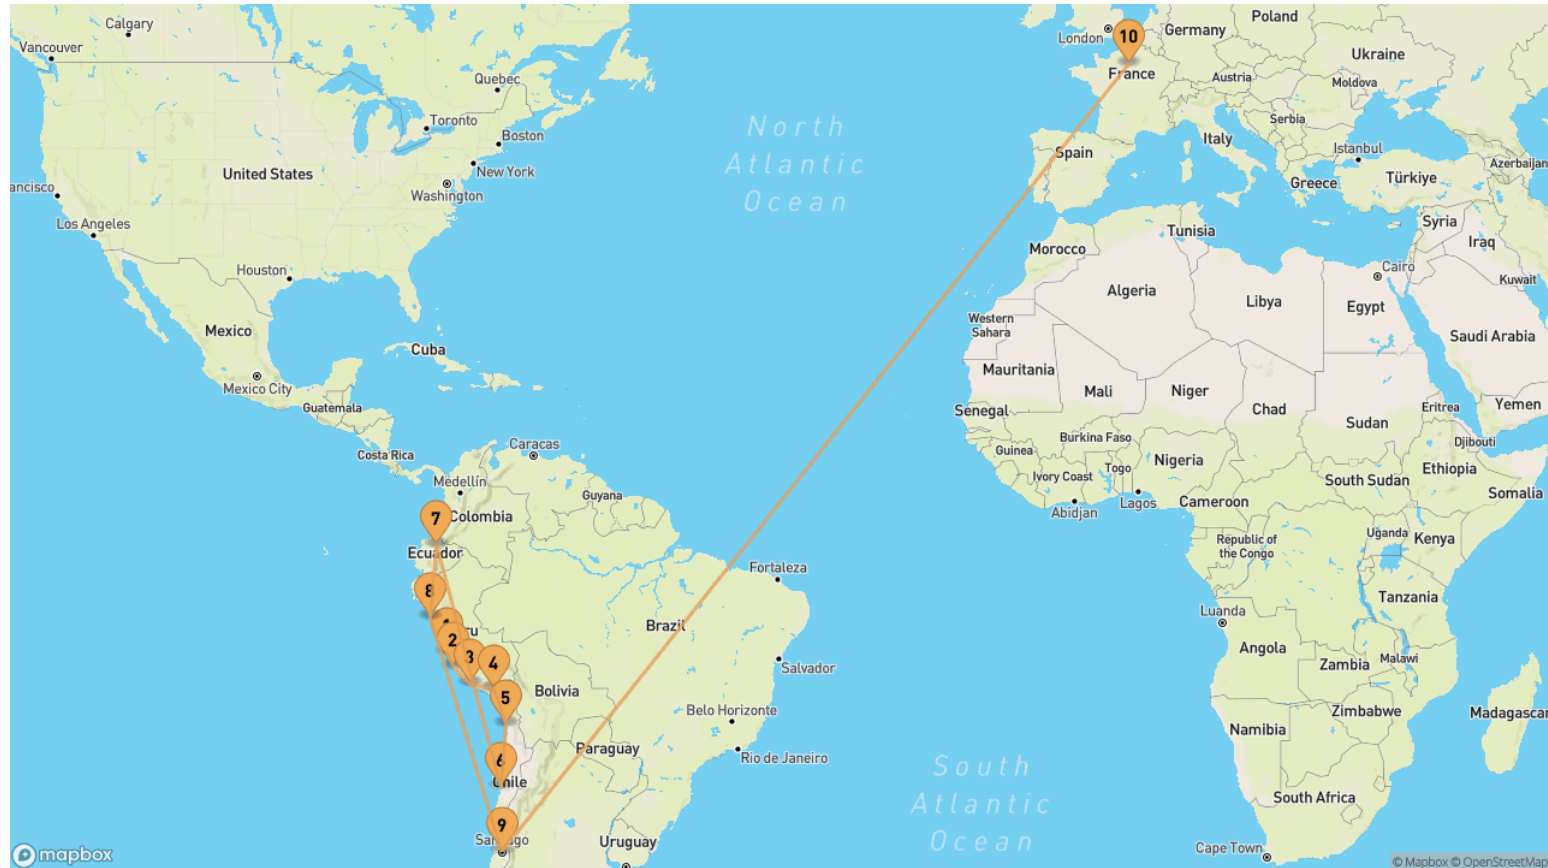 Calgary
Vancouver
Quebec
Toronto
Boston
New York
United States
Washington
ancisco
Los Angeles
Houston
Mexico
Cuba
Mexico City
Guatemala
Costa Rica
Caracas
Medellín
Guyana
Colombia
7
Ecuador
8
1
ru
2
3
4
5
6
9
Bolivia
Brazil
Fortaleza
Salvador
Belo Horizonte
Rio de Janeiro
Paraguay
Chile
Uruguay
North
Atlantic
Ocean
South
Atlantic
Ocean
London
10
Germany
Poland
Ukraine
France
Austria
Moldova
Serbia
Italy
Spain
Istanbul
Azerbaijan
Greece
Türkiye
Tunisia
Syria
Morocco
Iraq
Cairo
Kuwait
Algeria
Libya
Egypt
Western
Sahara
Saudi Arabia
Mauritania
Mali
Niger
Chad
Sudan
Eritrea
Yemen
Senegal
Burkina Faso
Djibouti
Guinea
Togo
Nigeria
Ethiopia
Ivory Coast
South Sudan
Somalia
Abidjan
Lagos
Cameroon
Republic of
the Congo
Uganda
Kenya
Luanda
Tanzania
Angola
Malawi
Zambia
Zimbabwe
Madagascar
Namibia
South Africa
Cape Town
mapbox
© Mapbox © OpenStreetMap